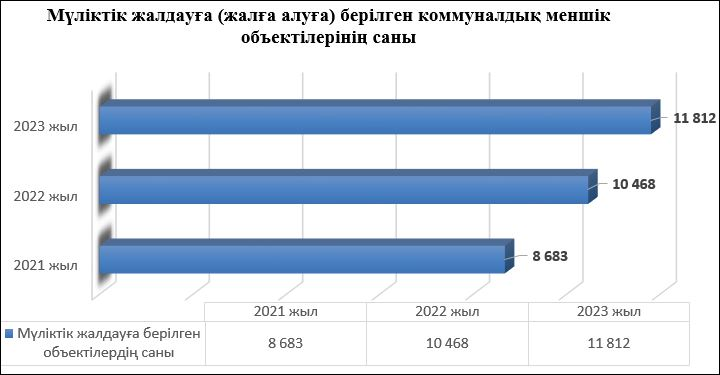 Мүліктік жалдауға (жалға алуға) берілген коммуналдық меншік
объектілерінің саны
2023 жыл
11 812
2022 жыл
10 468
2021 жыл
8 683
2021 жыл 2022 жыл 2023 жыл
Мүліктік жалдауға берілген
объектілердің саны
8 683 10 468 11 812